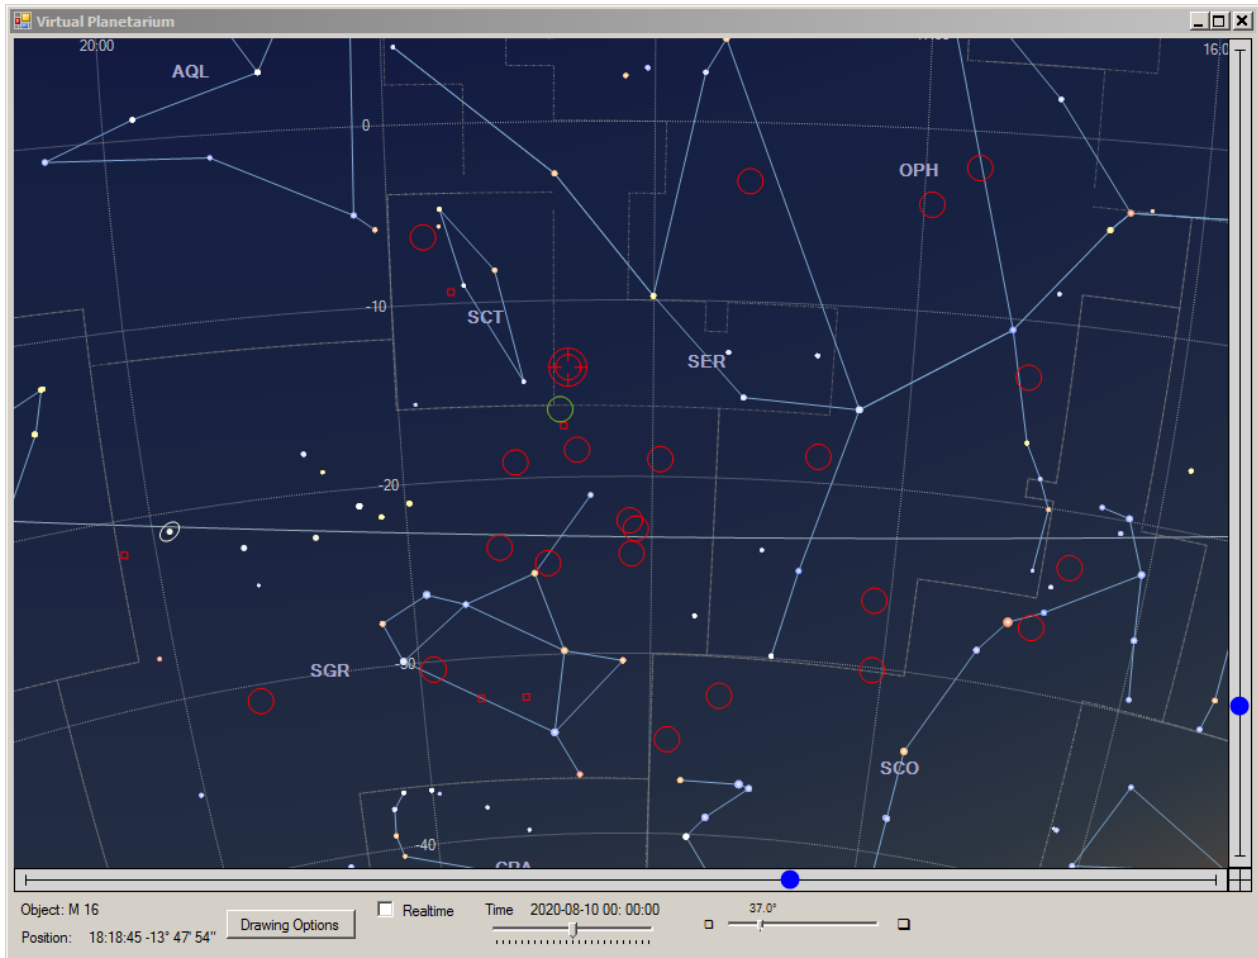 Virtual Planetarium
20:00
16:0
AQL
0
OPH
-10
SCT
SER
-20
SGR
-30
SCO
-40
Object: M 16
Drawing Options
Realtime
Time 2020-08-10 00: 00:00
37.0°
Position: 18:18:45 -13° 47' 54"